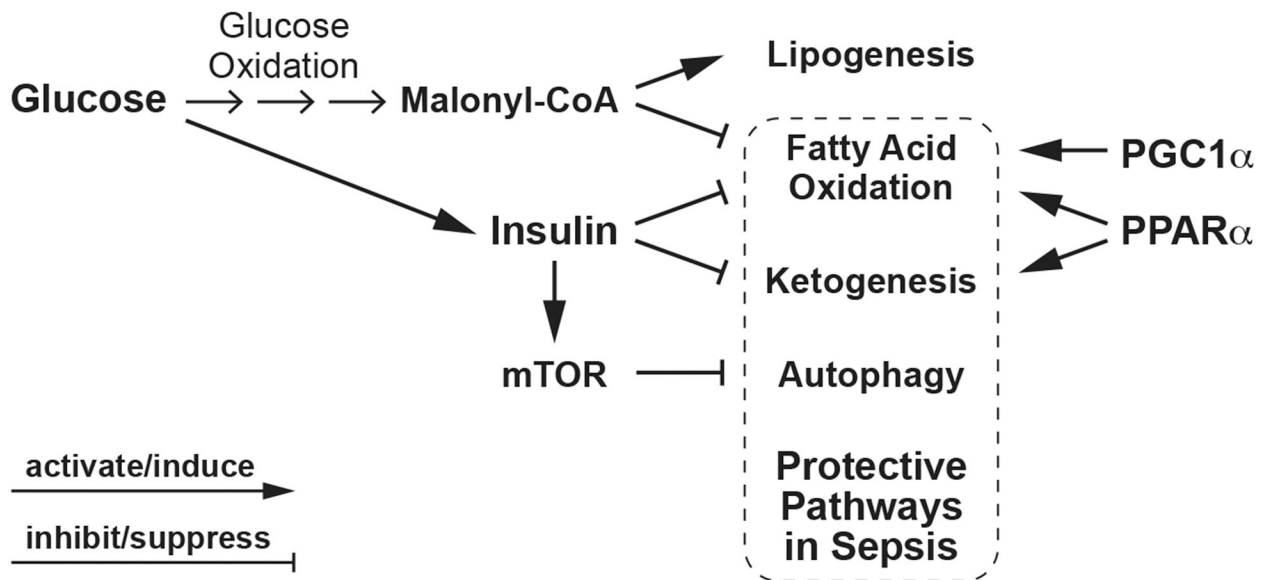 Glucose
Oxidation
Glucose
Malonyl-CoA
Lipogenesis
Fatty Acid
Oxidation
PGC1α
Insulin
PPARα
Ketogenesis
mTOR
Autophagy
Protective
Pathways
in Sepsis
activate/induce
inhibit/suppress